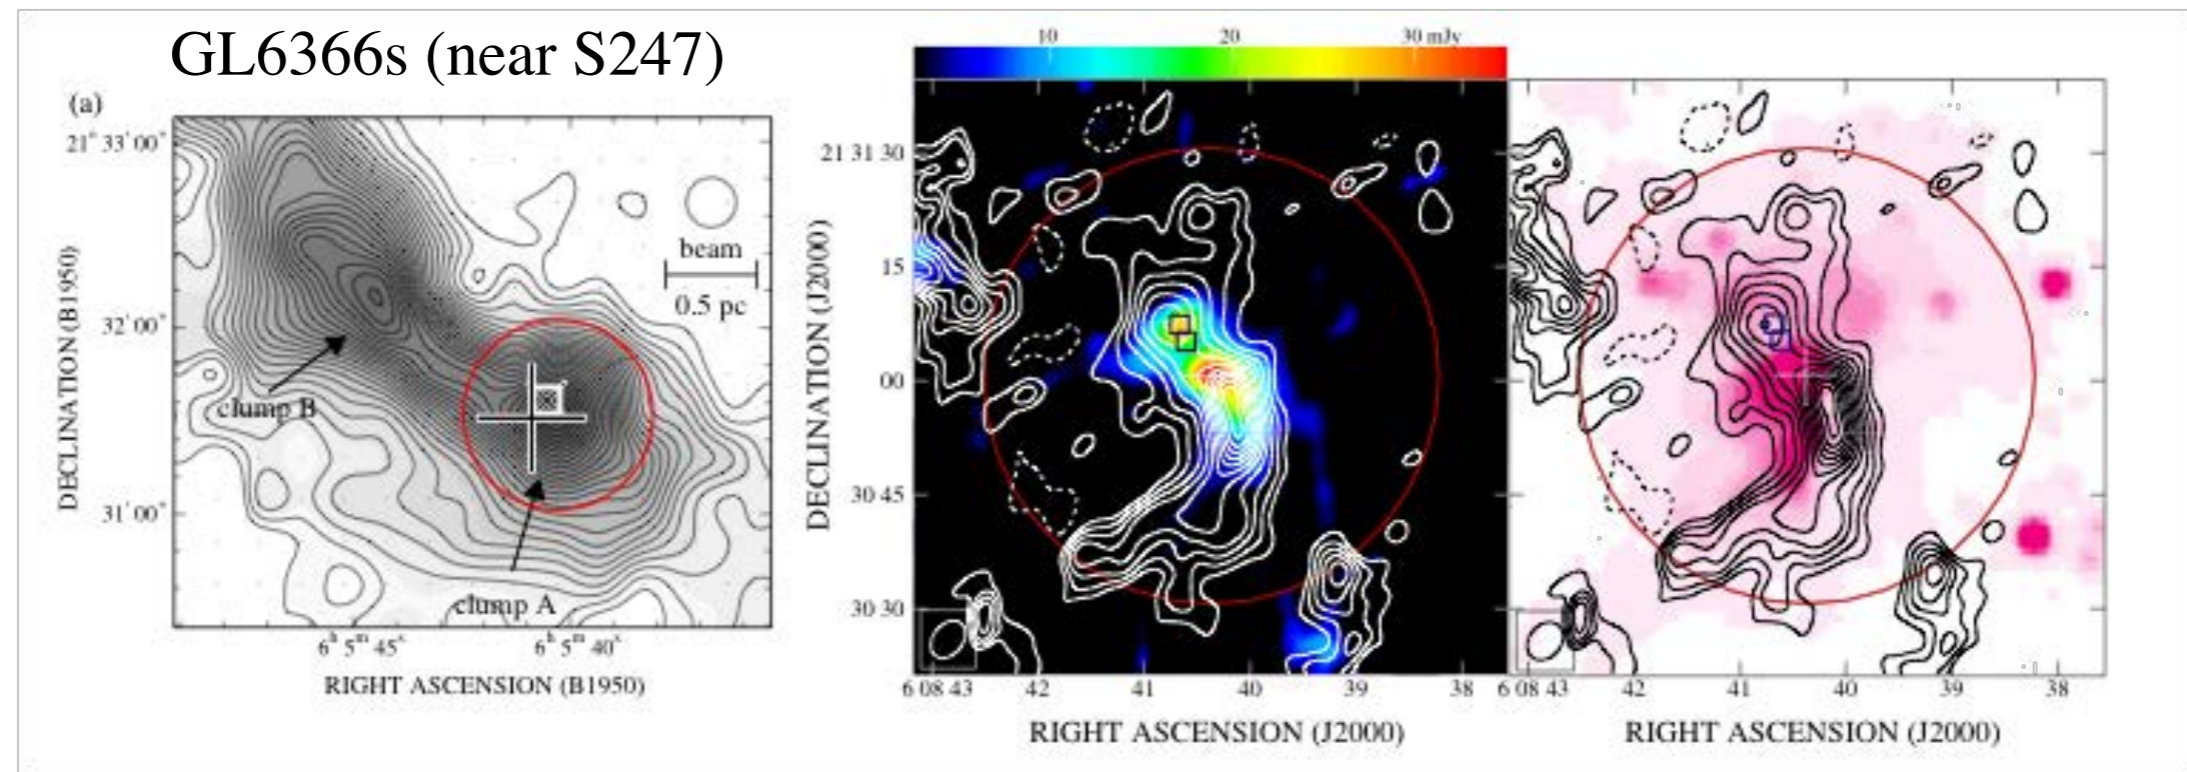 GL6366s (near S247)
(a)
21° 33' 00"
32' 00"
31' 00"
DECLINATION (B1950)
beam
0.5 pc
clump B
clump A
6ʰ 5ᵐ 45ˢ
6ʰ 5ᵐ 40ˢ
RIGHT ASCENSION (B1950)
10
20
30 mJy
21 31 30
15
00
30 45
30 30
DECLINATION (J2000)
6 08 43
42
41
40
39
38
RIGHT ASCENSION (J2000)
6 08 43
42
41
40
39
38
RIGHT ASCENSION (J2000)